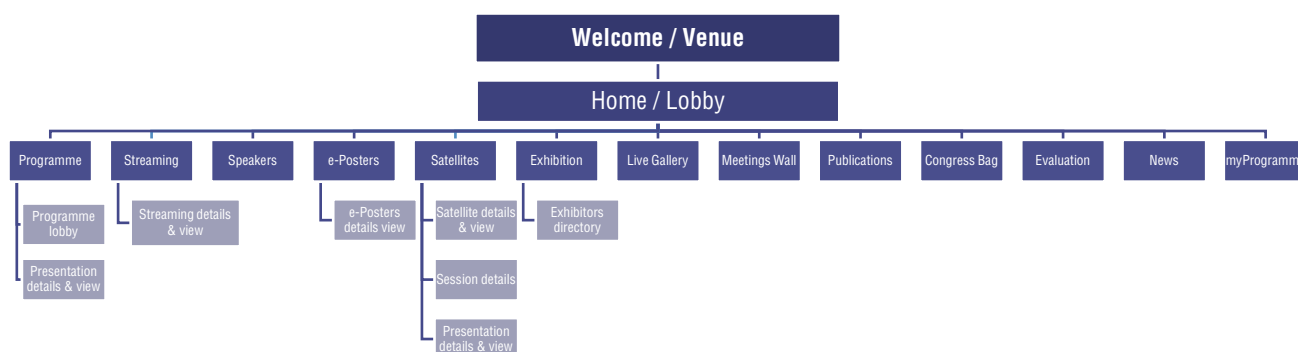 Welcome / Venue
Home / Lobby
Programme
Streaming
Speakers
e-Posters
Satellites
Exhibition
Live Gallery
Meetings Wall
Publications
Congress Bag
Evaluation
News
myProgramm
Programme
lobby
Streaming details
& view
e-Posters
details view
Satellite details
& view
Exhibitors
directory
Presentation
details & view
Session details
Presentation
details & view